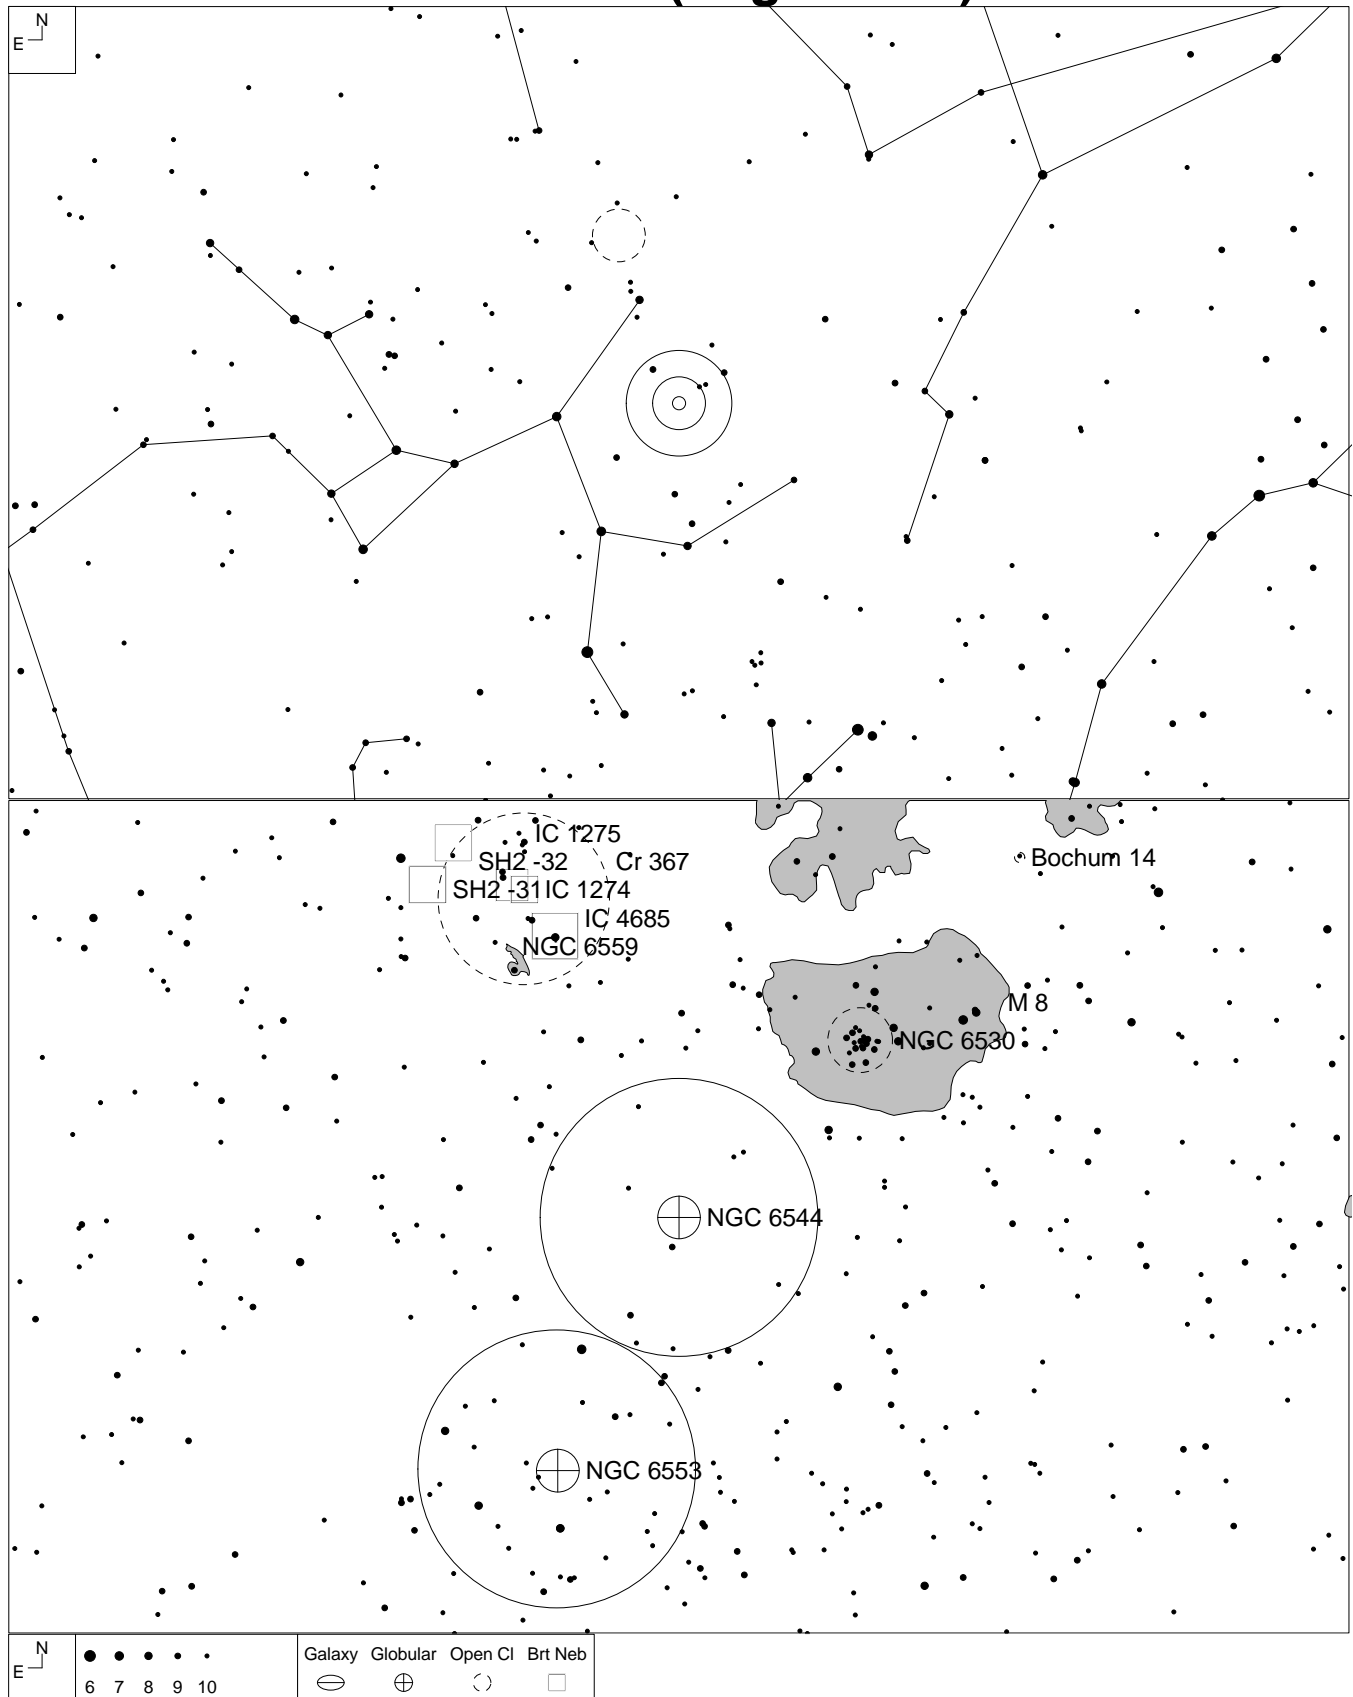 N
E
IC 1275
SH2 -32 Cr 367
Bochum 14
SH2 -31 IC 1274
IC 4685
NGC 6559
M 8
NGC 6530
NGC 6544
NGC 6553
N
E
6 7 8 9 10
Galaxy Globular Open Cl Brt Neb